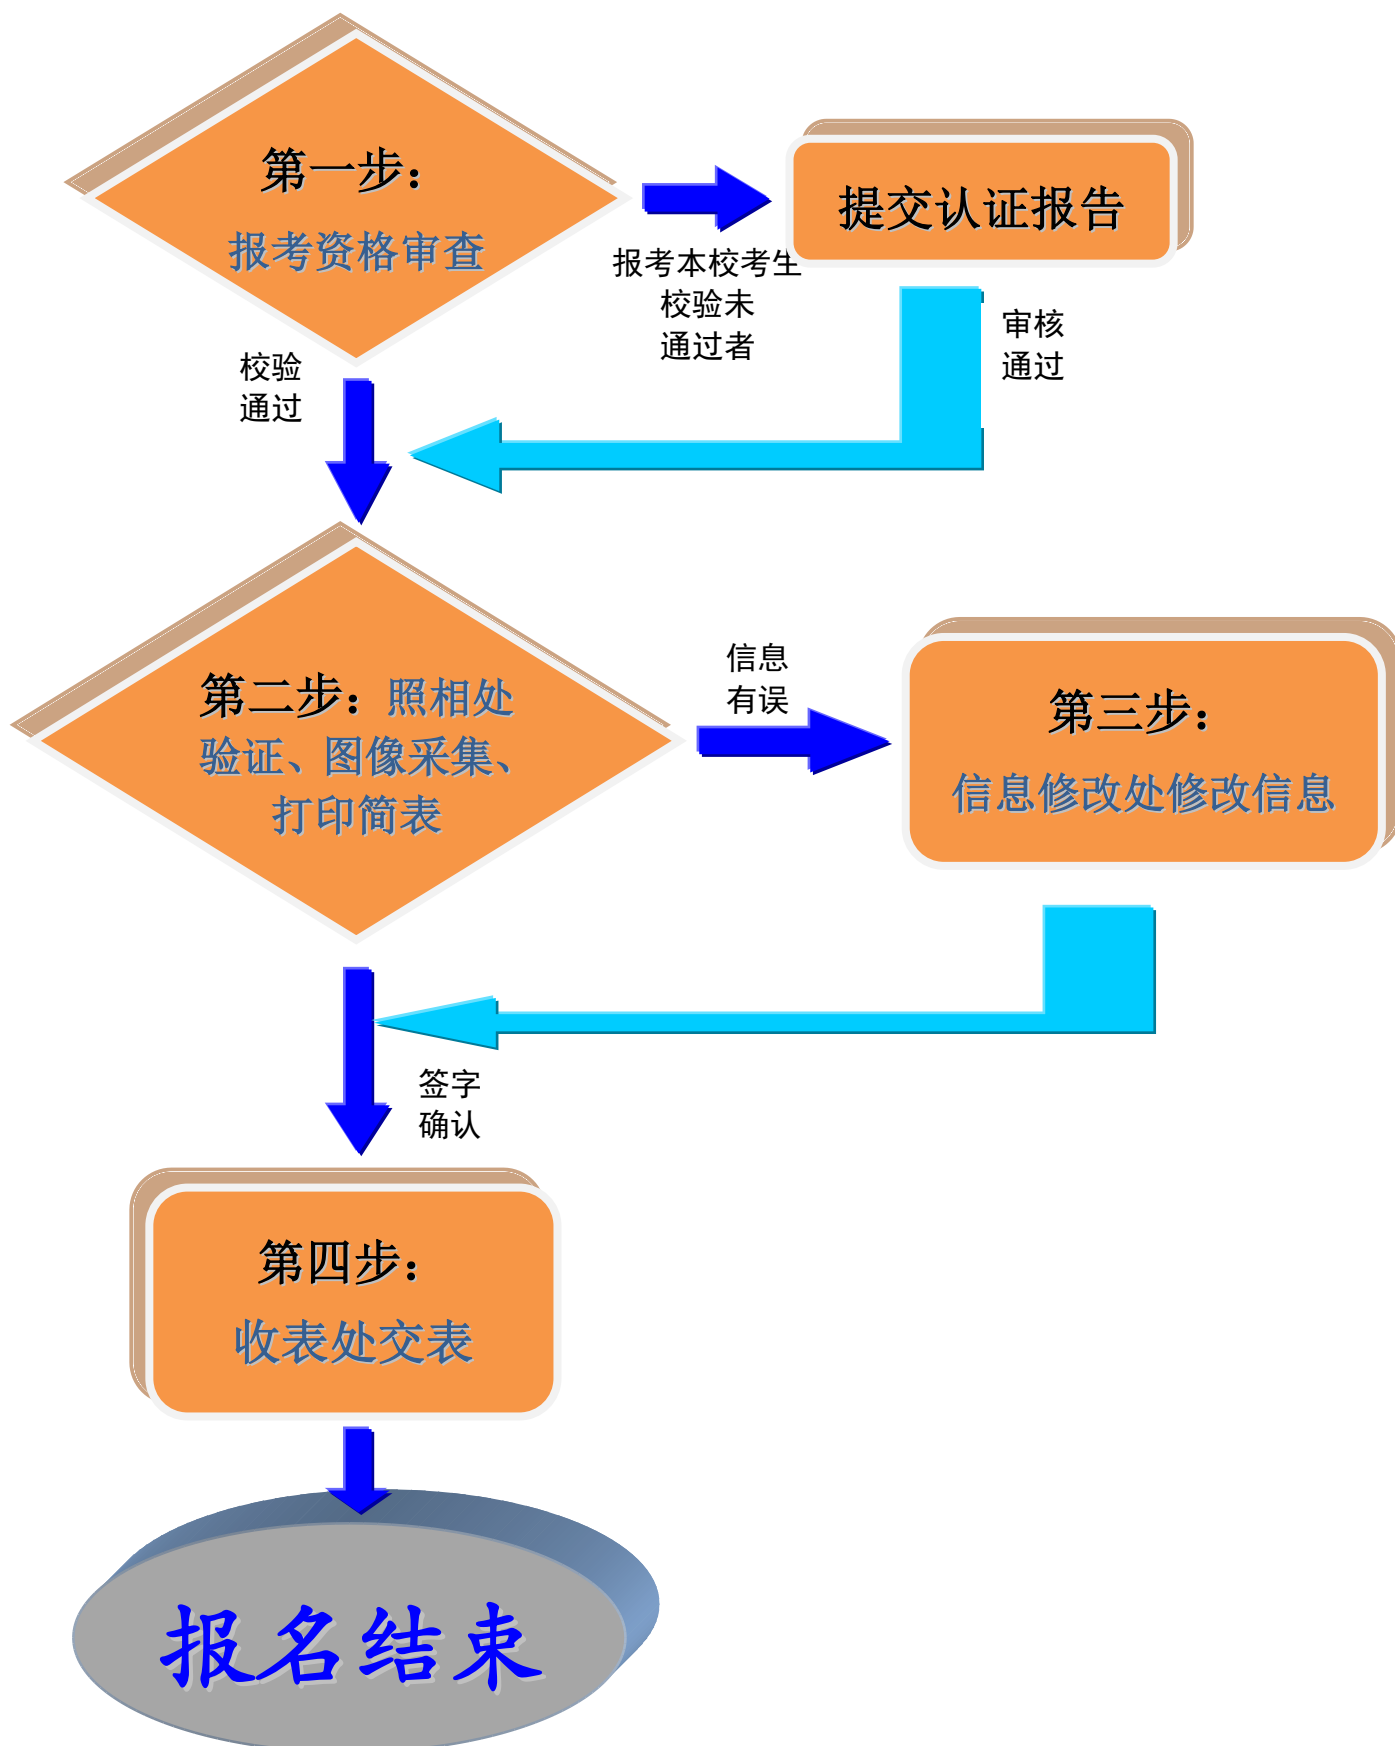 第一步：
报考资格审查
提交认证报告
报考本校考生
校验未
通过者
审核
通过
校验
通过
第二步：照相处
验证、图像采集、
打印简表
信息
有误
第三步：
信息修改处修改信息
签字
确认
第四步：
收表处交表
报名结束